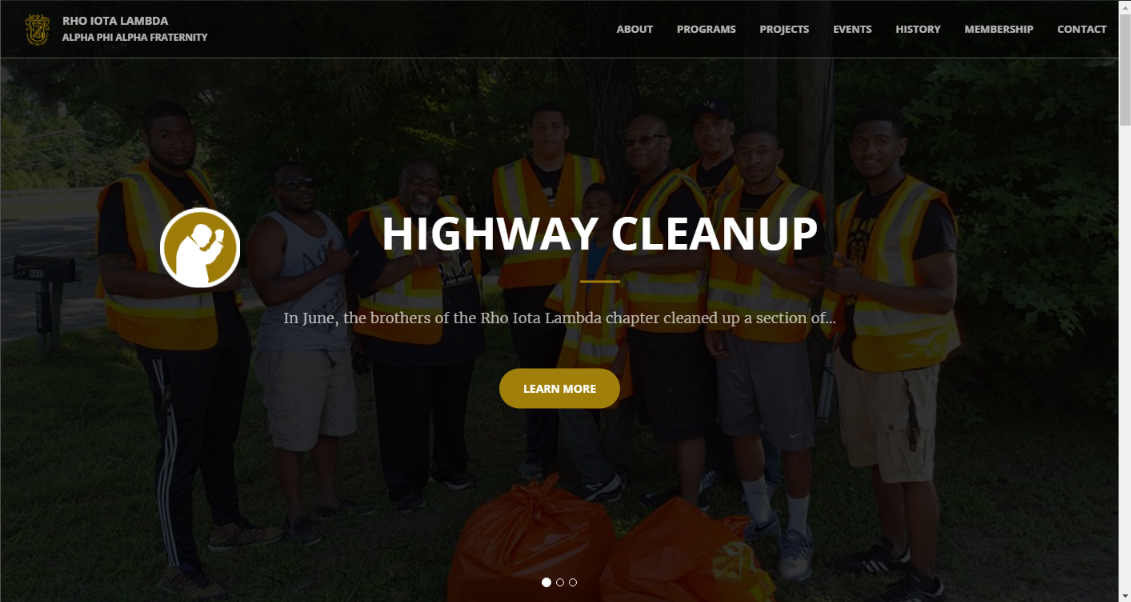 RHO IOTA LAMBDA
ALPHA PHI ALPHA FRATERNITY
ABOUT PROGRAMS PROJECTS EVENTS HISTORY MEMBERSHIP CONTACT
HIGHWAY CLEANUP
In June, the brothers of the Rho Iota Lambda chapter cleaned up a section of...
LEARN MORE